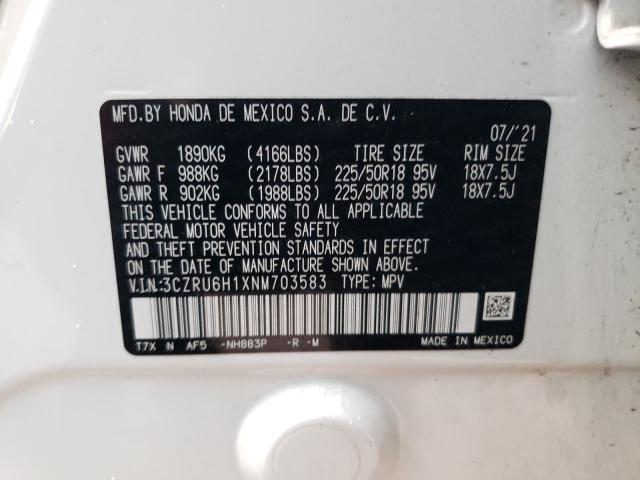 MFD.BY HONDA DE MEXICO S.A. DE C.V.
07/'21
GVWR 1890KG (4166LBS) TIRE SIZE RIM SIZE
GAWR F 988KG (2178LBS) 225/50R18 95V 18X7.5J
GAWR R 902KG (1988LBS) 225/50R18 95V 18X7.5J
THIS VEHICLE CONFORMS TO ALL APPLICABLE
FEDERAL MOTOR VEHICLE SAFETY
AND THEFT PREVENTION STANDARDS IN EFFECT
ON THE DATE OF MANUFACTURE SHOWN ABOVE.
V.I.N:3CZRU6H1XNM703583 TYPE: MPV
T7X N AF5 -NH883P -R -M
MADE IN MEXICO